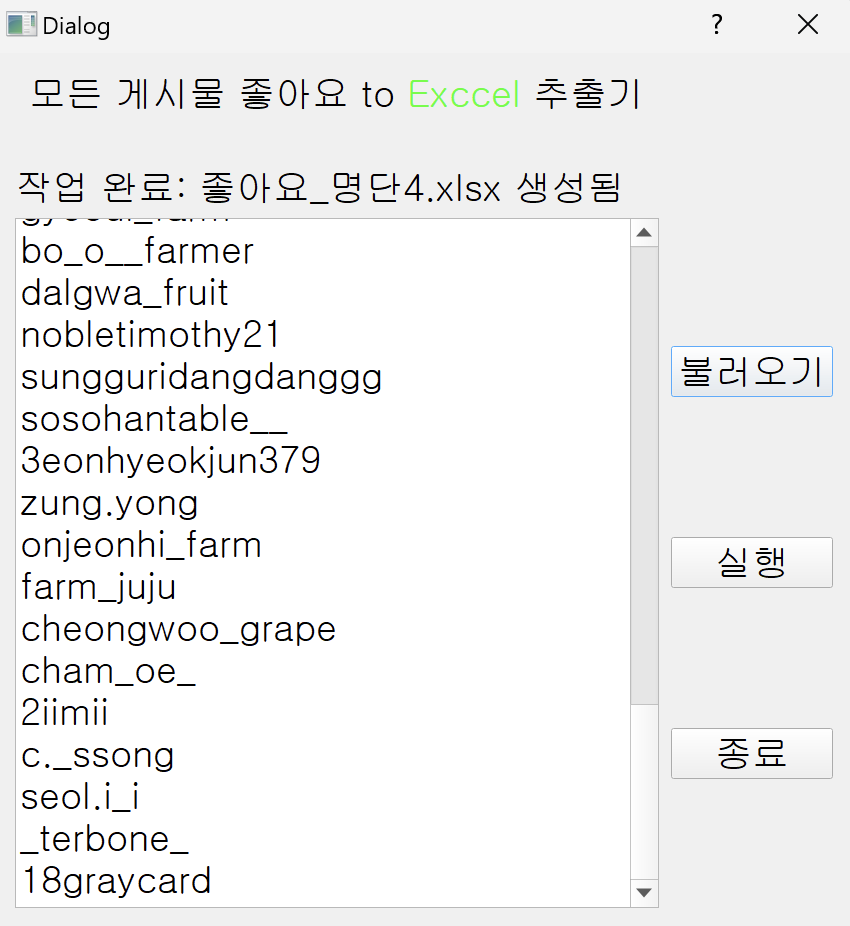 Dialog
?
모든 게시물 좋아요 to Exccel 추출기
작업 완료: 좋아요_명단4.xlsx 생성됨
bo_o__farmer
dalgwa_fruit
nobletimothy21
sungguridangdanggg
sosohantable__
3eonhyeokjun379
zung.yong
onjeonhi_farm
farm_juju
cheongwoo_grape
cham_oe_
2iimii
c._ssong
seol.i_i
_terbone_
18graycard
불러오기
실행
종료